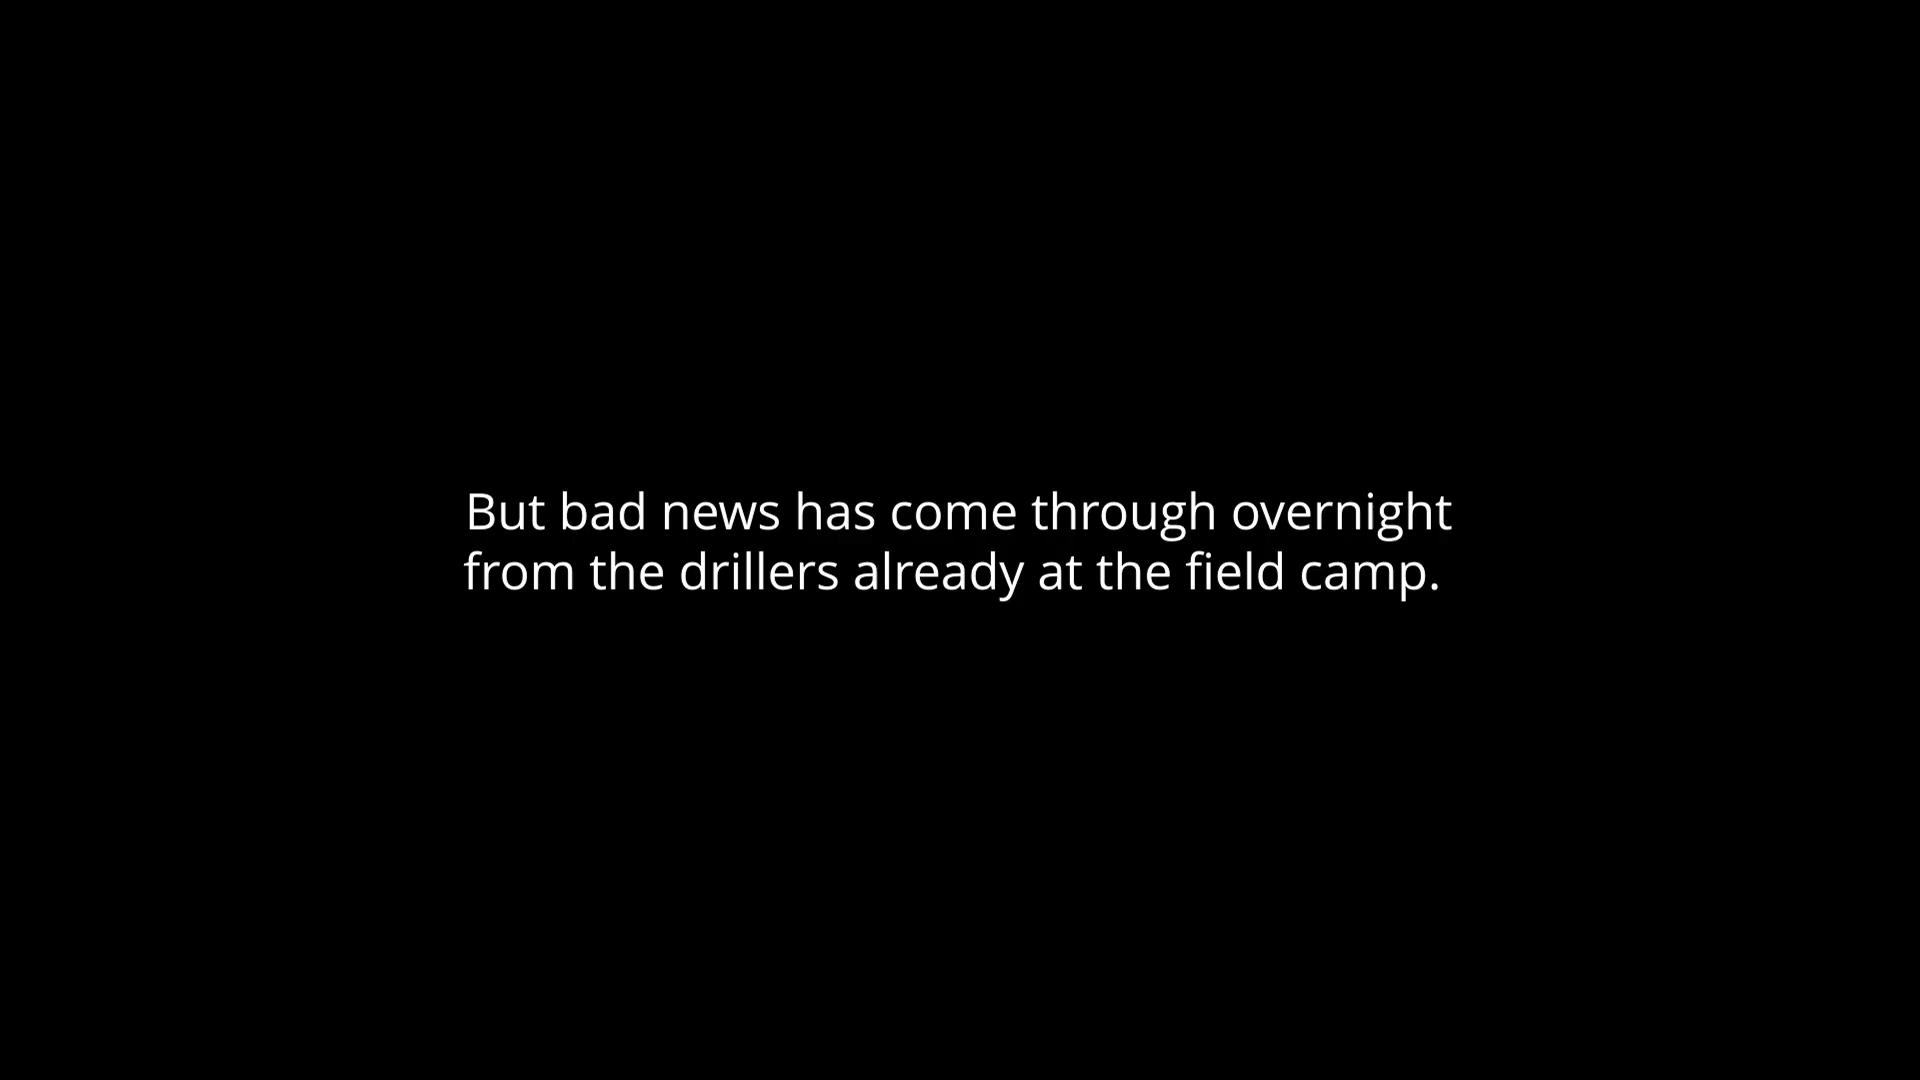 But bad news has come through overnight
from the drillers already at the field camp.